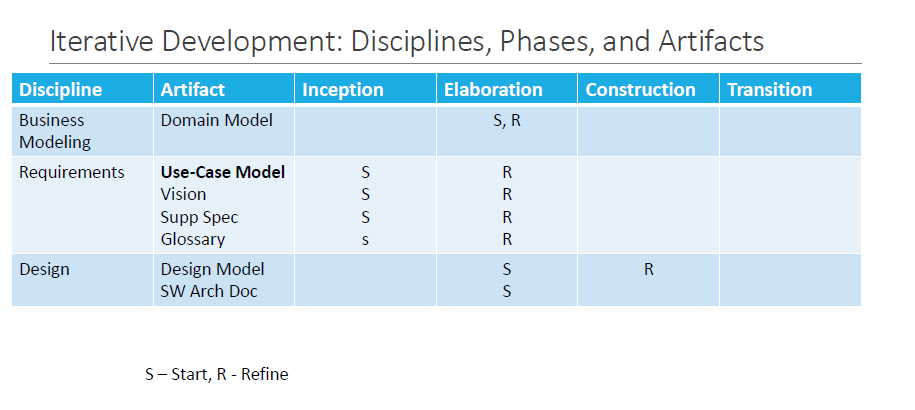 Iterative Development: Disciplines, Phases, and Artifacts
Discipline Artifact Inception Elaboration Construction Transition
Business Domain Model S, R
Modeling
Requirements Use-Case Model S R
Vision S R
Supp Spec S R
Glossary s R
Design Design Model S R
SW Arch Doc S
S – Start, R - Refine